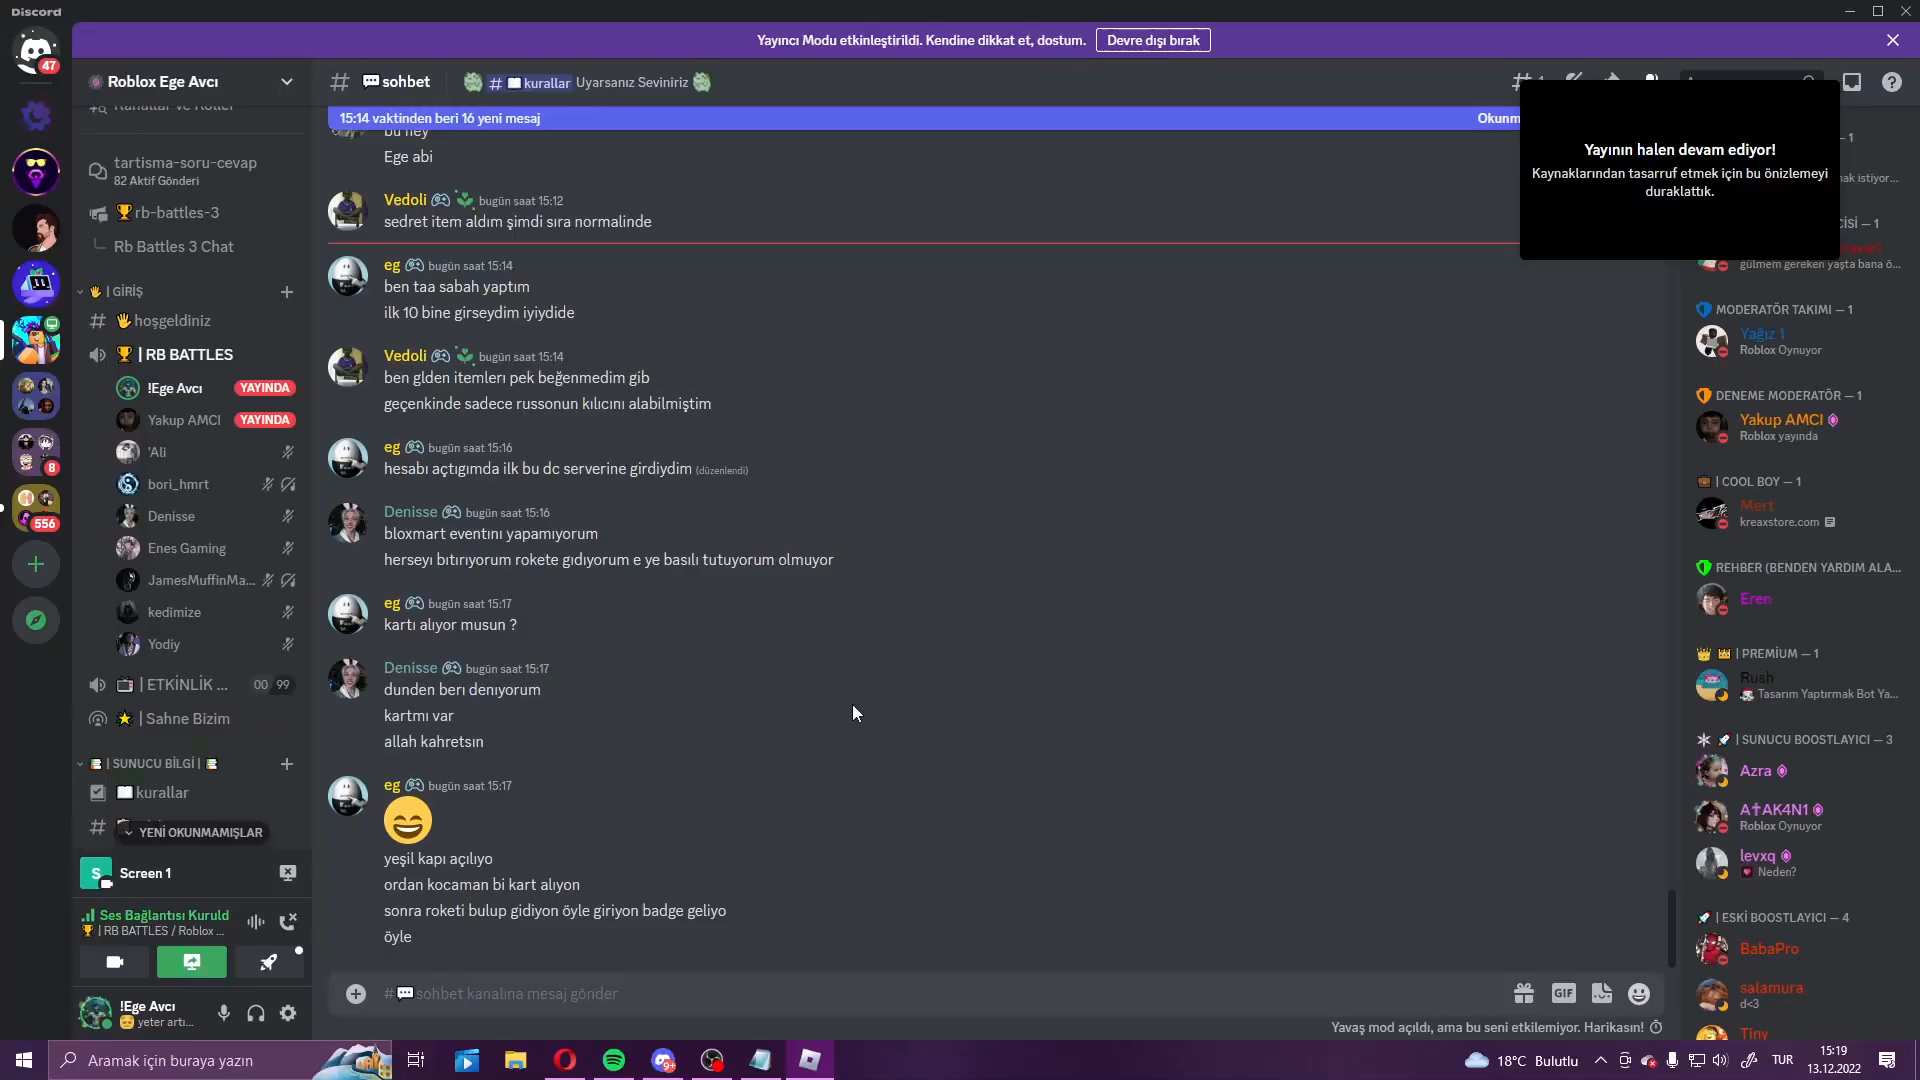 Discord
Yayıncı Modu etkinleştirildi. Kendine dikkat et, dostum.
Devre dışı bırak
47
8
556
Roblox Ege Avcı
Kanallar ve Roller
tartisma-soru-cevap
82 Aktif Gönderi
rb-battles-3
Rb Battles 3 Chat
| GİRİŞ
hoşgeldiniz
| RB BATTLES
!Ege Avcı
YAYINDA
Yakup AMCI
YAYINDA
'Ali
bori_hmrt
Denisse
Enes Gaming
JamesMuffinMa...
kedimize
Yodiy
| ETKİNLİK ...
00 99
| Sahne Bizim
| SUNUCU BİLGİ |
kurallar
YENİ OKUNMAMIŞLAR
S
Screen 1
Ses Bağlantısı Kuruld
| RB BATTLES / Roblox ...
!Ege Avcı
yeter artı...
# sohbet
# kurallar Uyarsanız Seviniriz
15:14 vaktinden beri 16 yeni mesaj
Okunm
bu ney
Ege abi
Vedoli bugün saat 15:12
sedret item aldım şimdi sıra normalinde
eg bugün saat 15:14
ben taa sabah yaptım
ilk 10 bine girseydim iyiydide
Vedoli bugün saat 15:14
ben glden itemlerı pek beğenmedim gib
geçenkinde sadece russonun kılıcını alabilmiştim
eg bugün saat 15:16
hesabı açtıgımda ilk bu dc serverine girdiydim (düzenlendi)
Denisse bugün saat 15:16
bloxmart eventını yapamıyorum
herseyı bıtırıyorum rokete gıdıyorum e ye basılı tutuyorum olmuyor
eg bugün saat 15:17
kartı alıyor musun ?
Denisse bugün saat 15:17
dunden berı denıyorum
kartmı var
allah kahretsın
eg bugün saat 15:17
yeşil kapı açılıyo
ordan kocaman bi kart alıyon
sonra roketi bulup gidiyon öyle giriyon badge geliyo
öyle
# sohbet kanalına mesaj gönder
GIF
Yavaş mod açıldı, ama bu seni etkilemiyor. Harikasın!
Yayının halen devam ediyor!
Kaynaklarından tasarruf etmek için bu önizlemeyi
duraklattık.
— 1
ak istiyor...
— 1
gülmem gereken yaşta bana ö...
MODERATÖR TAKIMI — 1
Yağız 1
Roblox Oynuyor
DENEME MODERATÖR — 1
Yakup AMCI
Roblox yayında
| COOL BOY — 1
Mert
kreaxstore.com
REHBER (BENDEN YARDIM ALA...
Eren
| PREMİUM — 1
Rush
Tasarım Yaptırmak Bot Ya...
| SUNUCU BOOSTLAYICI — 3
Azra
A†AK4N1
Roblox Oynuyor
levxq
Neden?
| ESKİ BOOSTLAYICI — 4
BabaPro
salamura
d<3
Tiny
Aramak için buraya yazın
9+
18°C Bulutlu
TUR
15:19
13.12.2022